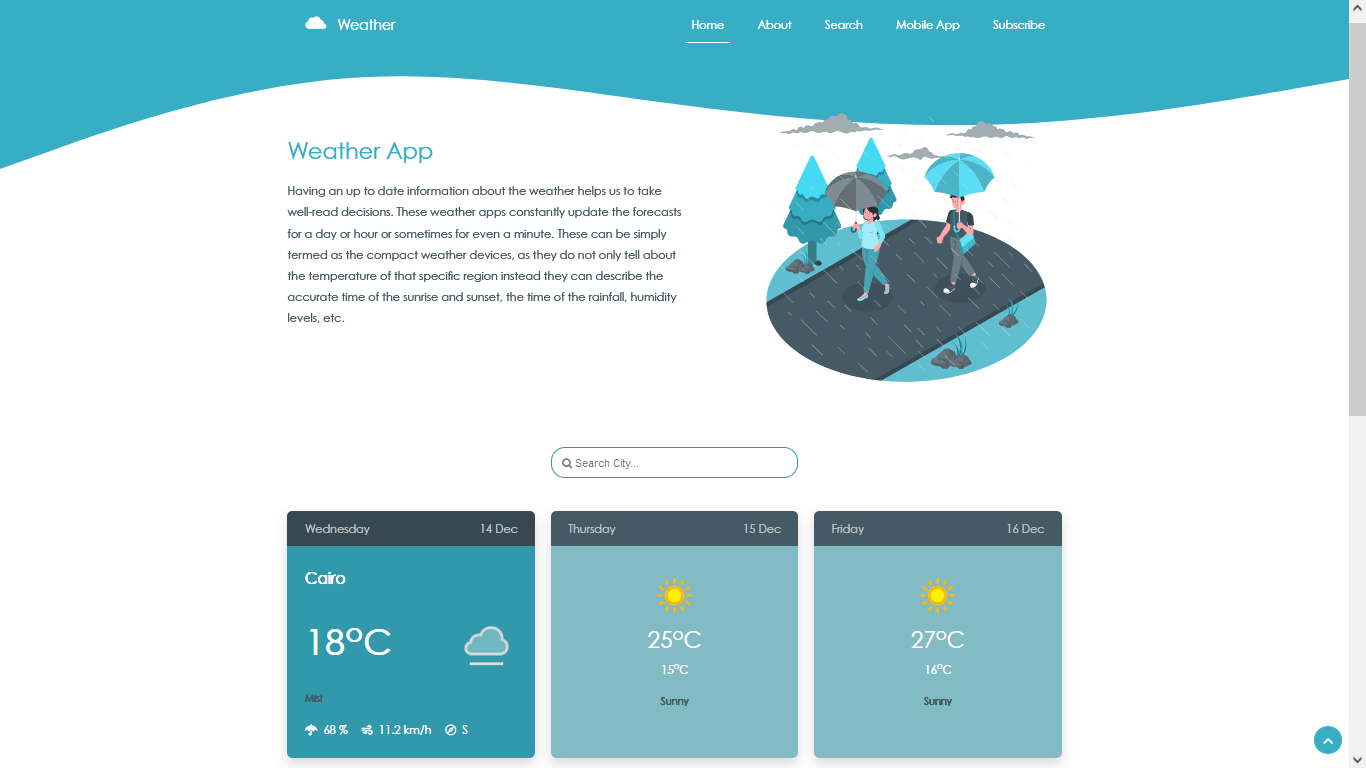 Weather
Home
About
Search
Mobile App
Subscribe
Weather App
Having an up to date information about the weather helps us to take
well-read decisions. These weather apps constantly update the forecasts
for a day or hour or sometimes for even a minute. These can be simply
termed as the compact weather devices, as they do not only tell about
the temperature of that specific region instead they can describe the
accurate time of the sunrise and sunset, the time of the rainfall, humidity
levels, etc.
Search City...
Wednesday 14 Dec
Cairo
18°C
Mist
68 % 11.2 km/h S
Thursday 15 Dec
25°C
15°C
Sunny
Friday 16 Dec
27°C
16°C
Sunny